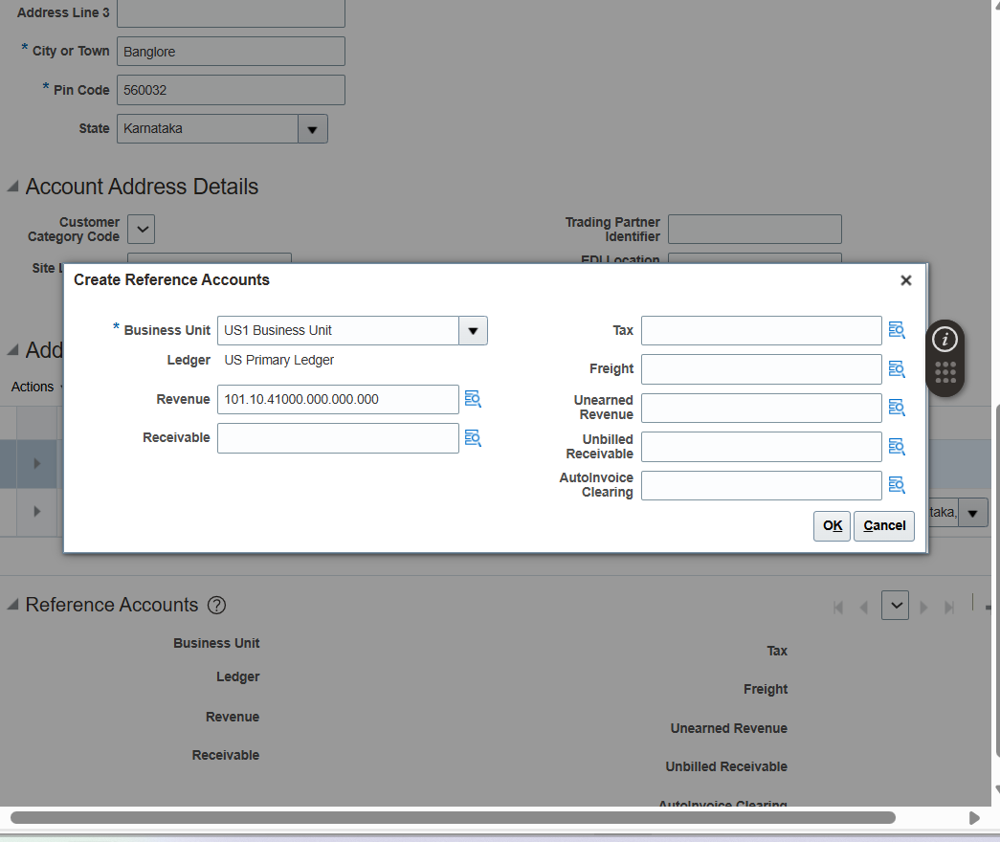 Address Line 3
* City or Town Banglore
* Pin Code 560032
State Karnataka
Account Address Details
Customer
Category Code
Trading Partner
Identifier
Site
EDI Location
Create Reference Accounts
* Business Unit US1 Business Unit
Ledger US Primary Ledger
Revenue 101.10.41000.000.000.000
Receivable
Tax
Freight
Unearned
Revenue
Unbilled
Receivable
AutoInvoice
Clearing
OK Cancel
Add
Actions
taka,
Reference Accounts ?
Business Unit
Ledger
Revenue
Receivable
Tax
Freight
Unearned Revenue
Unbilled Receivable
AutoInvoice Clearing